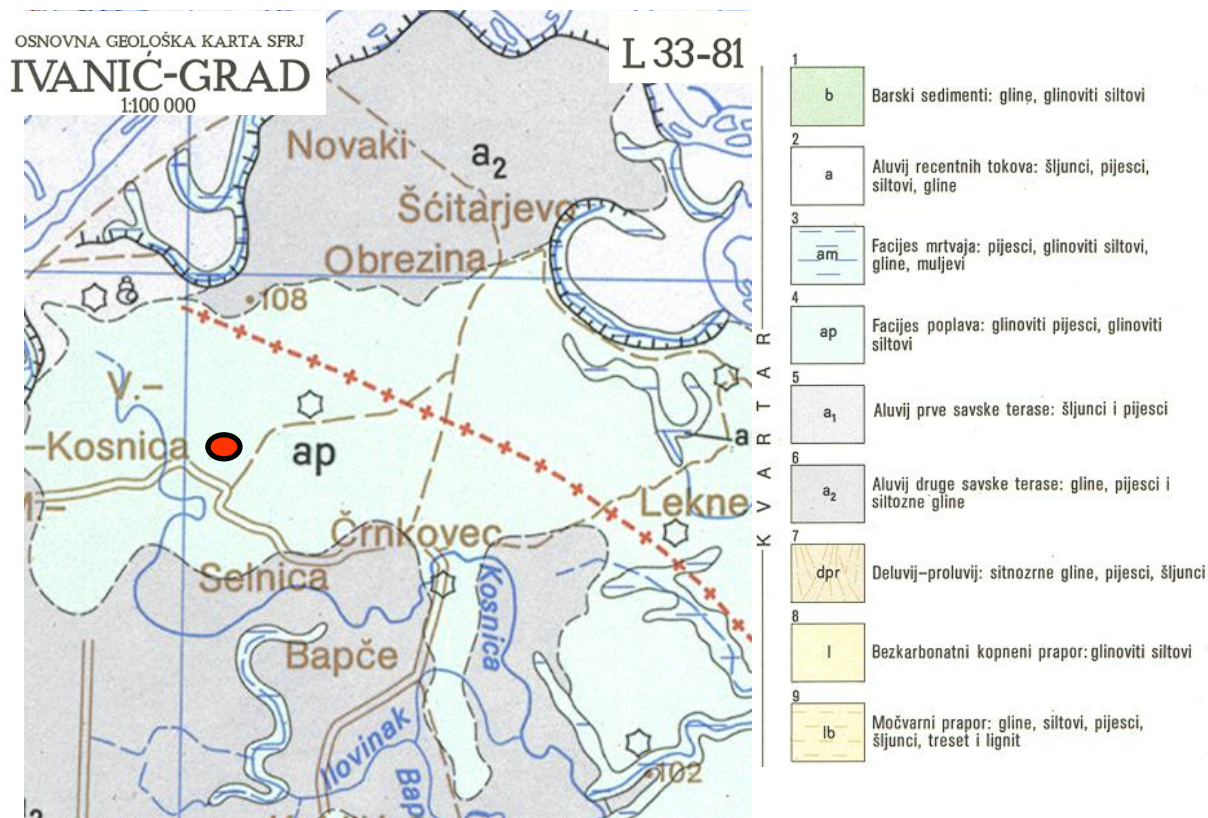 OSNOVNA GEOLOŠKA KARTA SFRJ
IVANIĆ-GRAD
1:100 000
L 33-81
Novaki
a₂
Šćitarjevo
Obrezina
108
V.-
-Kosnica
ap
a
M.-
Lekne
Črnkovec
Selnica
Kosnica
Bapče
Ilovinak
Bap
102
KVARTAR
1
b
Barski sedimenti: gline, glinoviti siltovi
2
a
Aluvij recentnih tokova: šljunci, pijesci,
siltovi, gline
3
am
Facijes mrtvaja: pijesci, glinoviti siltovi,
gline, muljevi
4
ap
Facijes poplava: glinoviti pijesci, glinoviti
siltovi
5
a₁
Aluvij prve savske terase: šljunci i pijesci
6
a₂
Aluvij druge savske terase: gline, pijesci i
siltozne gline
7
dpr
Deluvij-proluvij: sitnozrne gline, pijesci, šljunci
8
l
Bezkarbonatni kopneni prapor: glinoviti siltovi
9
lb
Močvarni prapor: gline, siltovi, pijesci,
šljunci, treset i lignit